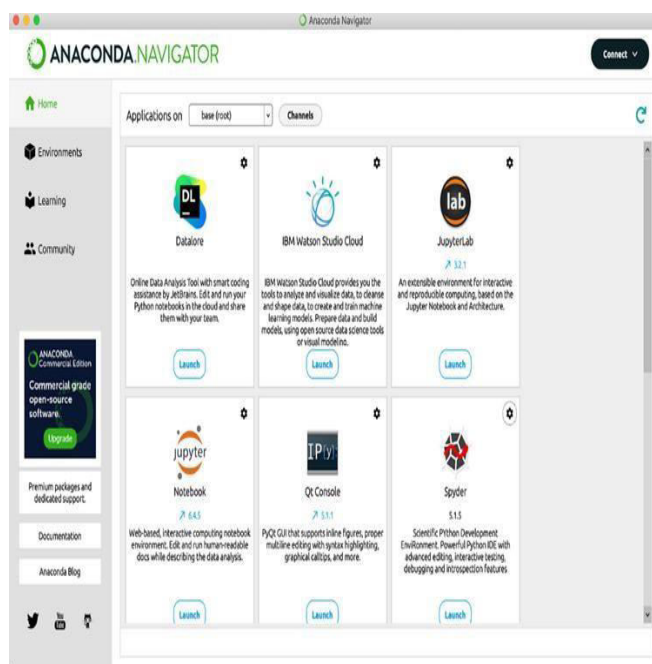 Anaconda Navigator
ANACONDA.NAVIGATOR
Connect
Home
Environments
Learning
Community
ANACONDA.
Commercial Edition
Commercial grade
open-source
software.
Upgrade
Premium packages and
dedicated support.
Documentation
Anaconda Blog
You
Tube
Applications on base (root) Channels
DL
Datalore
Online Data Analysis Tool with smart coding
assistance by JetBrains. Edit and run your
Python notebooks in the cloud and share
them with your team.
Launch
IBM Watson Studio Cloud
IBM Watson Studio Cloud provides you the
tools to analyze and visualize data, to cleanse
and shape data, to create and train machine
learning models. Prepare data and build
models, using open source data science tools
or visual modeling.
Launch
lab
JupyterLab
3.2.1
An extensible environment for interactive
and reproducible computing, based on the
Jupyter Notebook and Architecture.
Launch
jupyter
Notebook
6.4.5
Web-based, interactive computing notebook
environment. Edit and run human-readable
docs while describing the data analysis.
Launch
IP[y]:
Qt Console
5.1.1
PyQt GUI that supports inline figures, proper
multiline editing with syntax highlighting,
graphical calltips, and more.
Launch
Spyder
5.1.5
Scientific PYthon Development
EnviRonment. Powerful Python IDE with
advanced editing, interactive testing,
debugging and introspection features
Launch